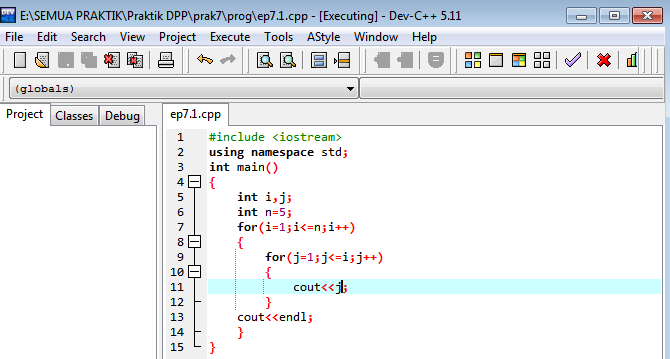 E:\SEMUA PRAKTIK\Praktik DPP\prak7\prog\ep7.1.cpp - [Executing] - Dev-C++ 5.11
File Edit Search View Project Execute Tools AStyle Window Help
(globals)
Project Classes Debug
ep7.1.cpp
1 #include <iostream>
2 using namespace std;
3 int main()
4 {
5 int i,j;
6 int n=5;
7 for(i=1;i<=n;i++)
8 {
9 for(j=1;j<=i;j++)
10 {
11 cout<<j;
12 }
13 cout<<endl;
14 }
15 }